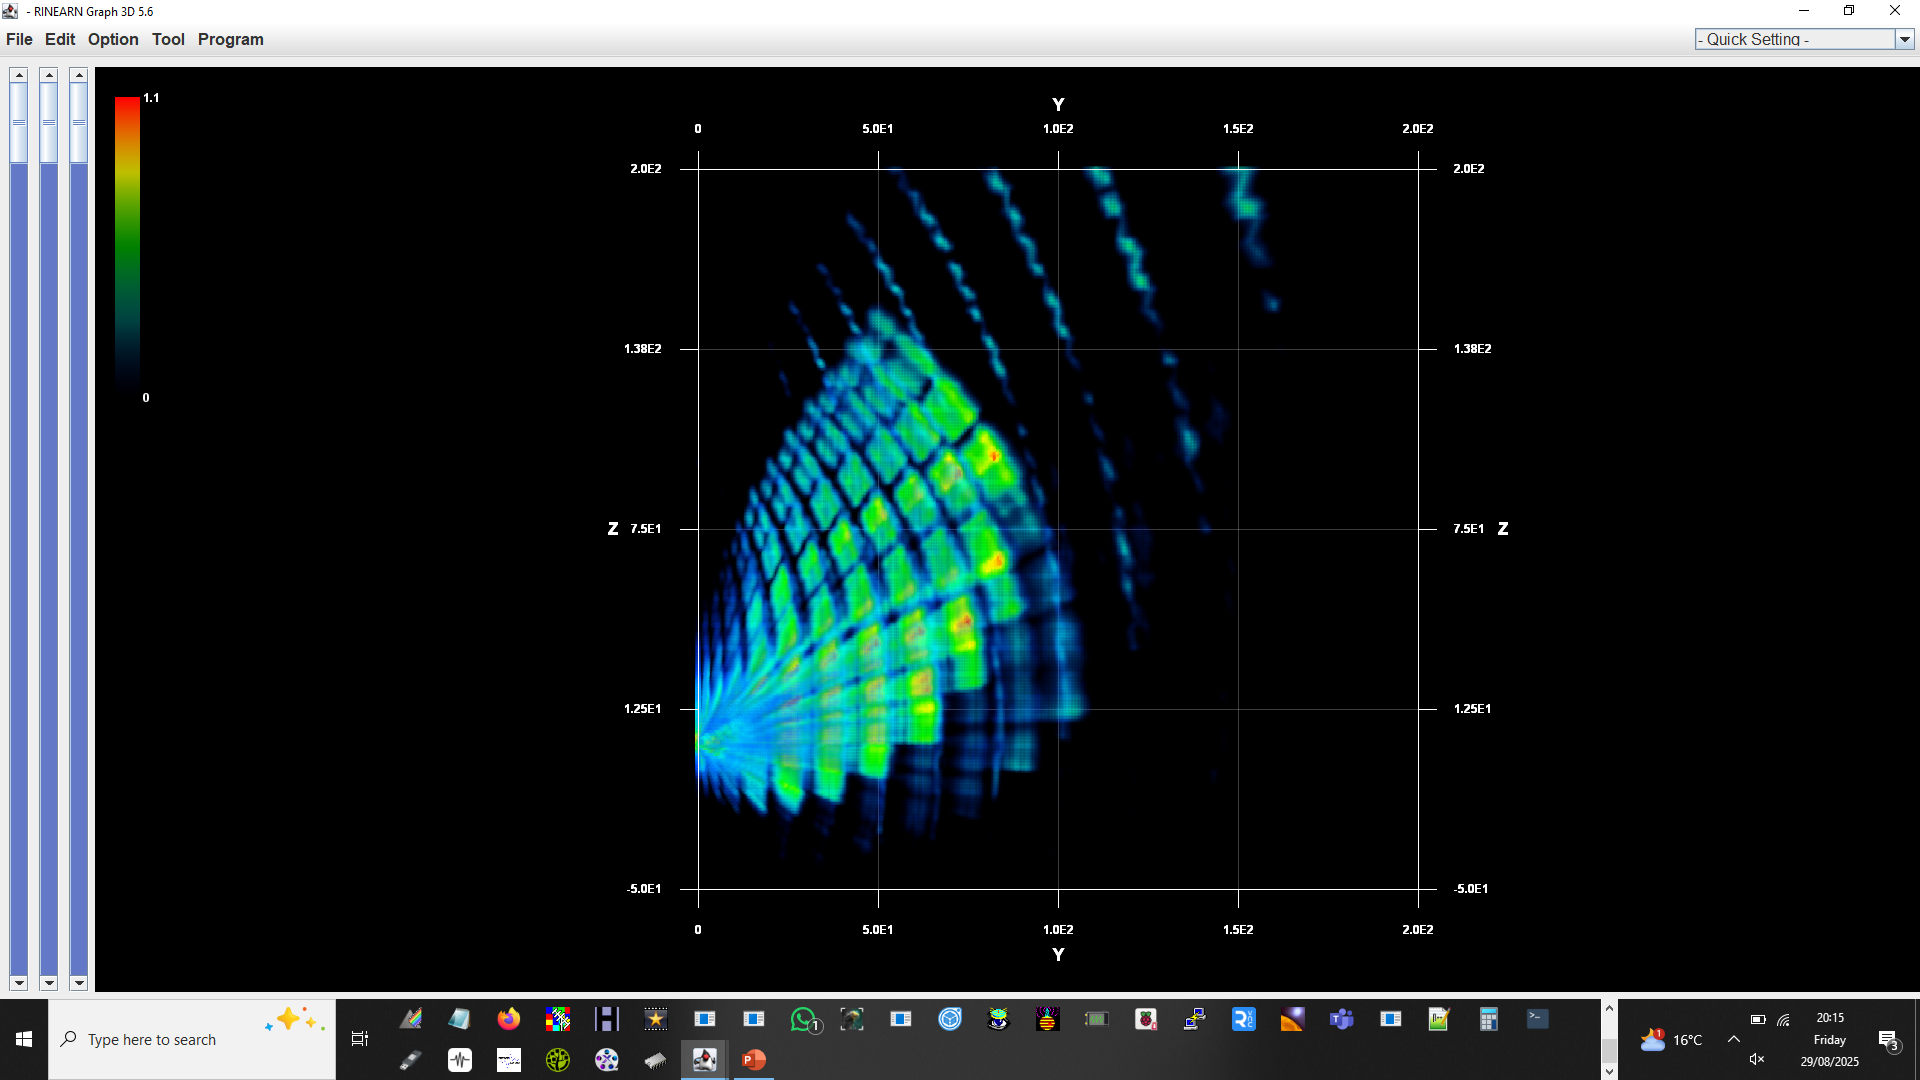 - RINEARN Graph 3D 5.6
File Edit Option Tool Program
- Quick Setting -
1.1
0
Y
0 5.0E1 1.0E2 1.5E2 2.0E2
2.0E2 2.0E2
1.38E2 1.38E2
Z 7.5E1 7.5E1 Z
1.25E1 1.25E1
-5.0E1 -5.0E1
0 5.0E1 1.0E2 1.5E2 2.0E2
Y
Type here to search
1
16°C
20:15
Friday
29/08/2025
3